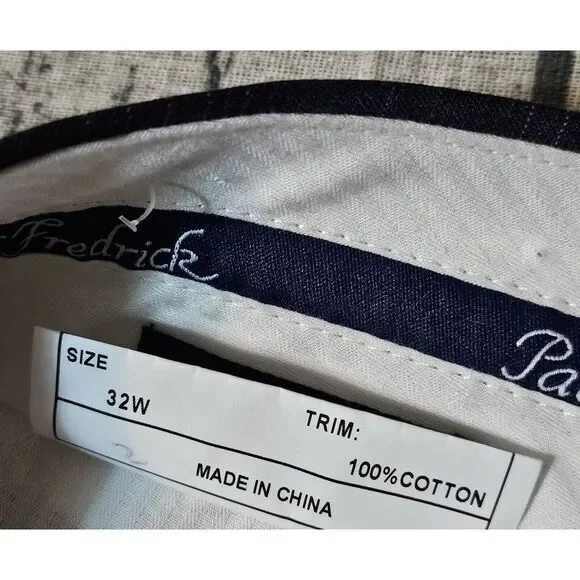 Fredrick
Pa
SIZE
32W
TRIM:
100%COTTON
MADE IN CHINA